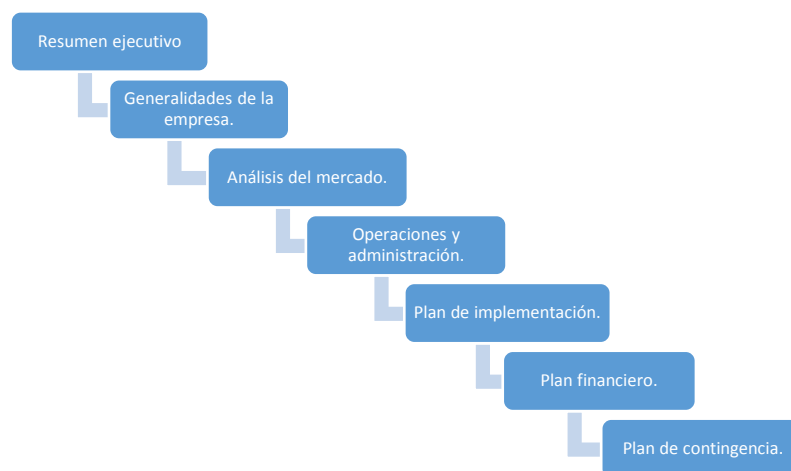 Resumen ejecutivo
Generalidades de la
empresa.
Análisis del mercado.
Operaciones y
administración.
Plan de implementación.
Plan financiero.
Plan de contingencia.